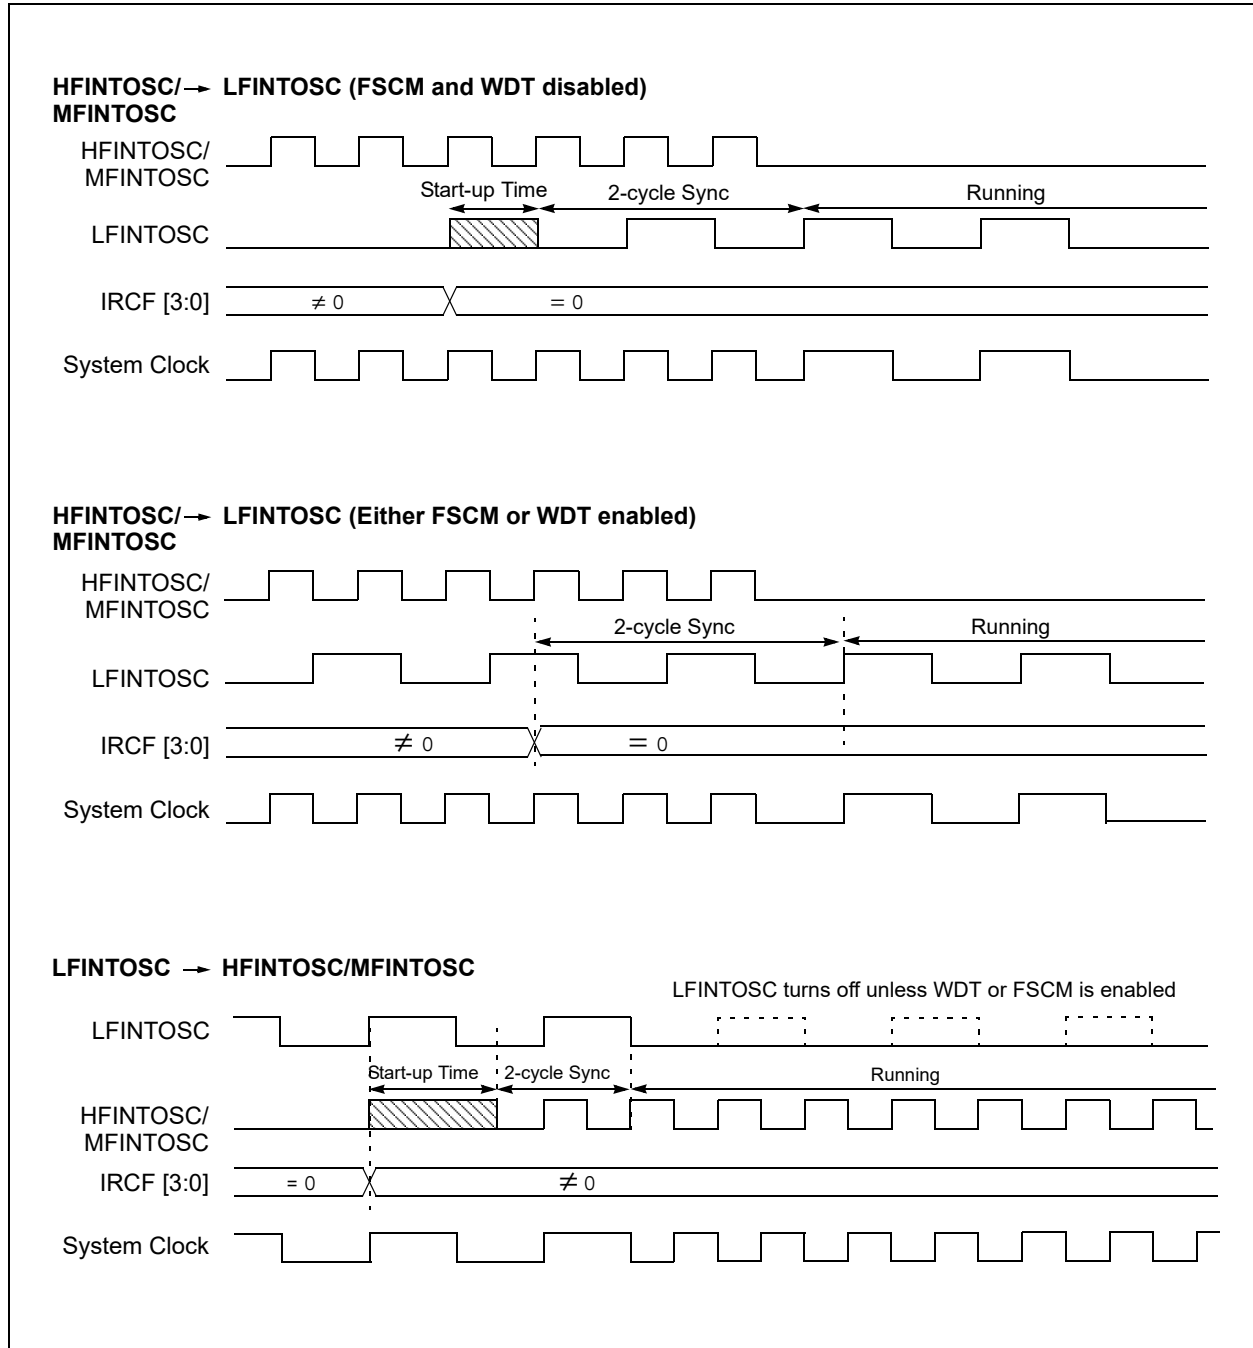 HFINTOSC/→ LFINTOSC (FSCM and WDT disabled)
MFINTOSC
HFINTOSC/
MFINTOSC
Start-up Time
2-cycle Sync
Running
LFINTOSC
IRCF [3:0]
≠ 0
= 0
System Clock
HFINTOSC/→ LFINTOSC (Either FSCM or WDT enabled)
MFINTOSC
HFINTOSC/
MFINTOSC
2-cycle Sync
Running
LFINTOSC
IRCF [3:0]
≠ 0
= 0
System Clock
LFINTOSC → HFINTOSC/MFINTOSC
LFINTOSC turns off unless WDT or FSCM is enabled
LFINTOSC
Start-up Time
2-cycle Sync
Running
HFINTOSC/
MFINTOSC
IRCF [3:0]
= 0
≠ 0
System Clock